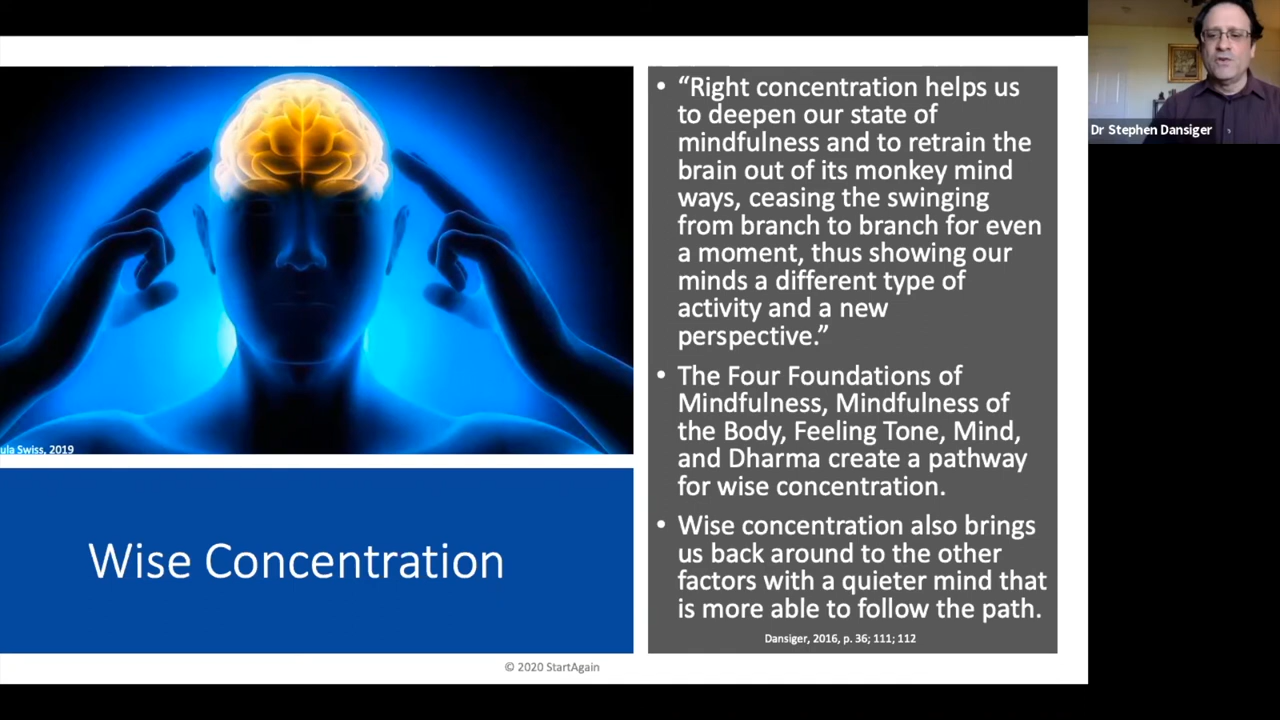 "Right concentration helps us
to deepen our state of
mindfulness and to retrain the
brain out of its monkey mind
ways, ceasing the swinging
from branch to branch for even
a moment, thus showing our
minds a different type of
activity and a new
perspective."
The Four Foundations of
Mindfulness, Mindfulness of
the Body, Feeling Tone, Mind,
and Dharma create a pathway
for wise concentration.
Wise concentration also brings
us back around to the other
factors with a quieter mind that
is more able to follow the path.
Dansiger, 2016, p. 36; 111; 112
Dr Stephen Dansiger
Swiss, 2019
Wise Concentration
© 2020 StartAgain